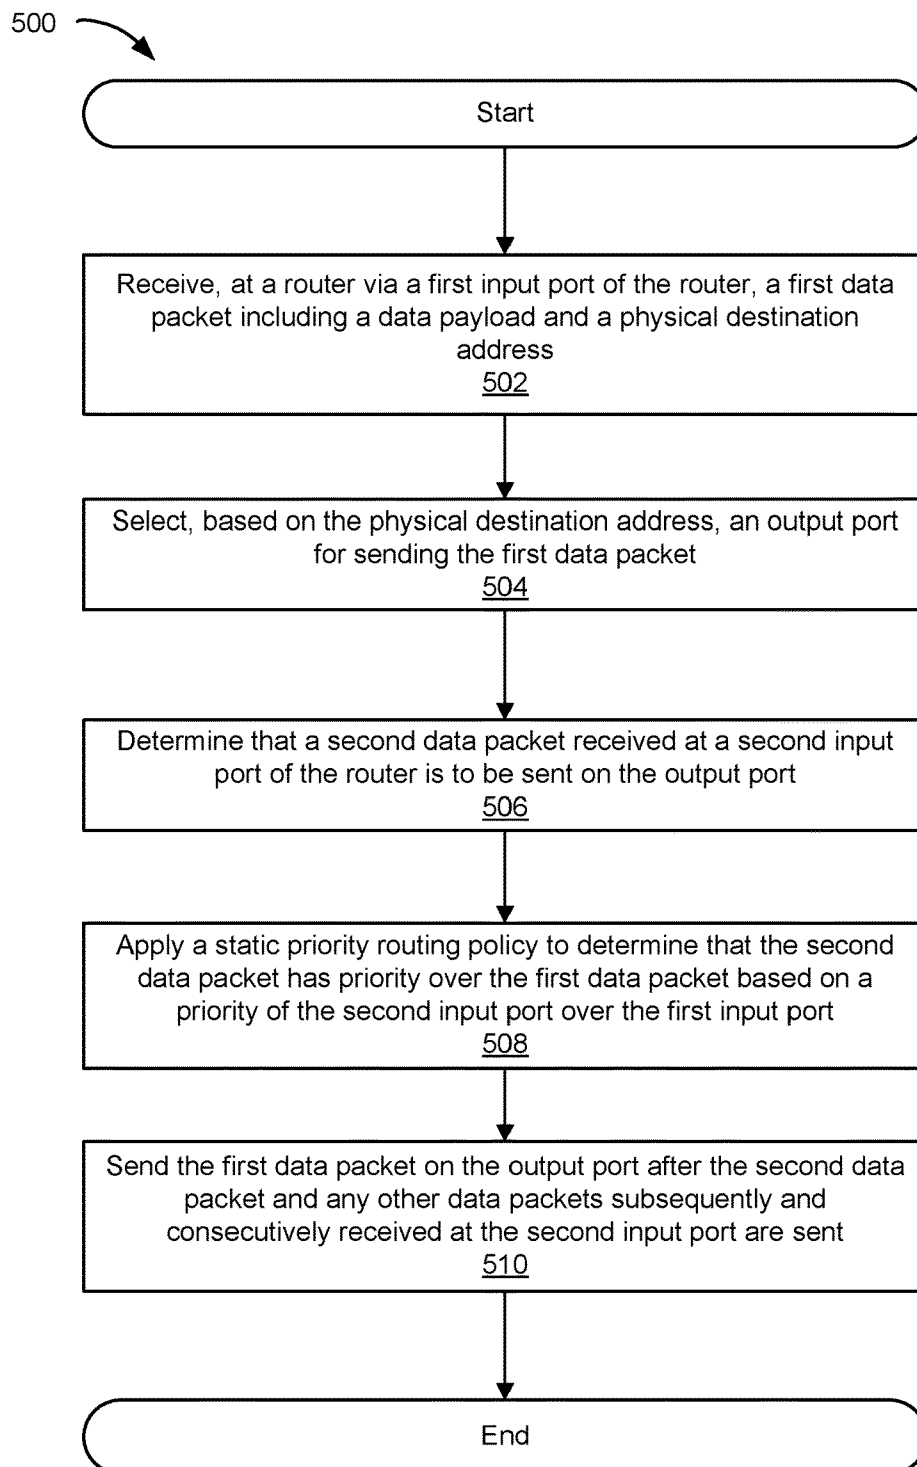 500
Start
Receive, at a router via a first input port of the router, a first data
packet including a data payload and a physical destination
address
502
Select, based on the physical destination address, an output port
for sending the first data packet
504
Determine that a second data packet received at a second input
port of the router is to be sent on the output port
506
Apply a static priority routing policy to determine that the second
data packet has priority over the first data packet based on a
priority of the second input port over the first input port
508
Send the first data packet on the output port after the second data
packet and any other data packets subsequently and
consecutively received at the second input port are sent
510
End